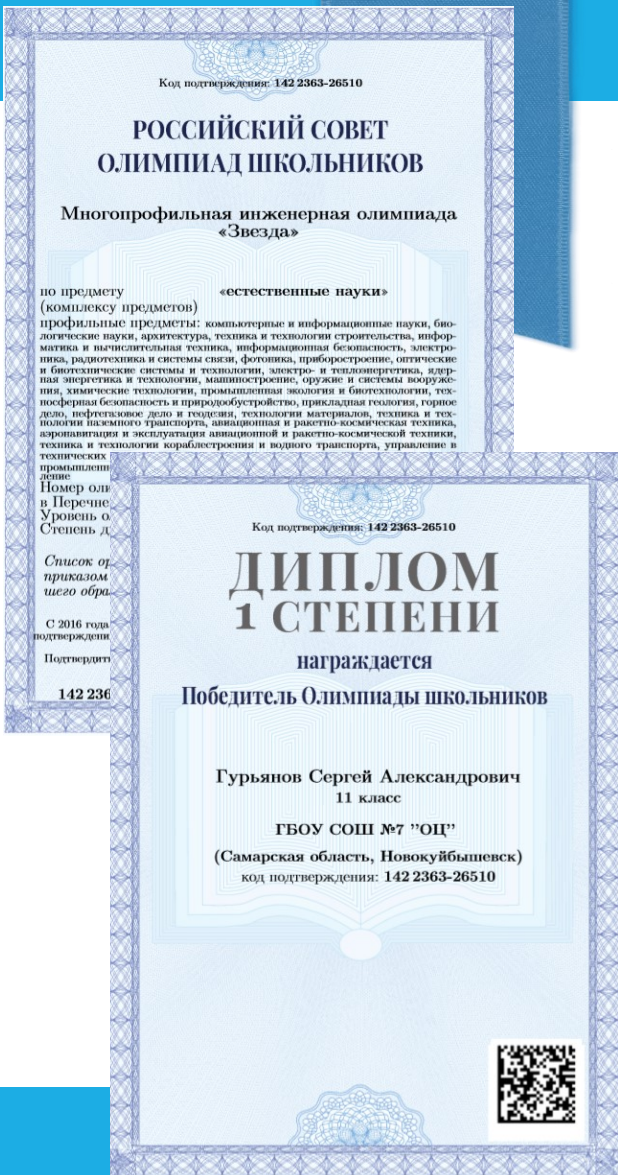 Код подтверждения: 142 2363-26510
РОССИЙСКИЙ СОВЕТ
ОЛИМПИАД ШКОЛЬНИКОВ
Многопрофильная инженерная олимпиада
«Звезда»
по предмету «естественные науки»
(комплексу предметов)
профильные предметы: компьютерные и информационные науки, био-
логические науки, архитектура, техника и технологии строительства, инфор-
матика и вычислительная техника, информационная безопасность, электро-
ника, радиотехника и системы связи, фотоника, приборостроение, оптические
и биотехнические системы и технологии, электро- и теплоэнергетика, ядер-
ная энергетика и технологии, машиностроение, оружие и системы вооруже-
ния, химические технологии, промышленная экология и биотехнологии, тех-
носферная безопасность и природообустройство, прикладная геология, горное
дело, нефтегазовое дело и геодезия, технологии материалов, техника и тех-
нологии наземного транспорта, авиационная и ракетно-космическая техника,
аэронавигация и эксплуатация авиационной и ракетно-космической техники,
техника и технологии кораблестроения и водного транспорта, управление в
технических
промышленн
ление
Номер оли
в Перечне
Уровень о
Степень д
Список ор
приказом
шего обра
С 2016 года
подтверждени
Подтвердит
142 236
Код подтверждения: 142 2363-26510
ДИПЛОМ
1 СТЕПЕНИ
награждается
Победитель Олимпиады школьников
Гурьянов Сергей Александрович
11 класс
ГБОУ СОШ №7 ”ОЦ”
(Самарская область, Новокуйбышевск)
код подтверждения: 142 2363-26510